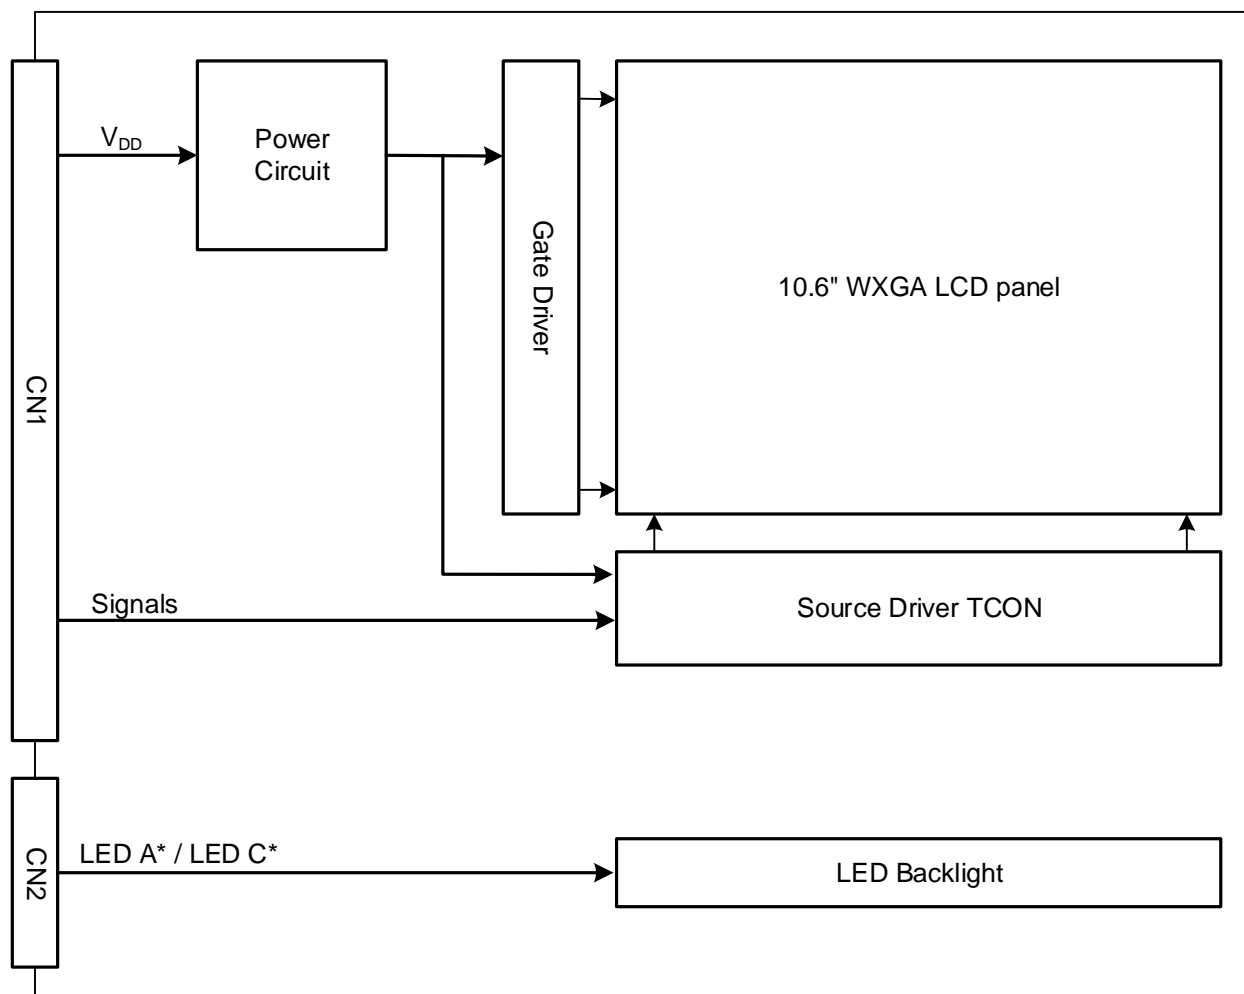 V_DD
Power
Circuit
Gate Driver
10.6" WXGA LCD panel
CN1
Signals
Source Driver TCON
CN2
LED A* / LED C*
LED Backlight